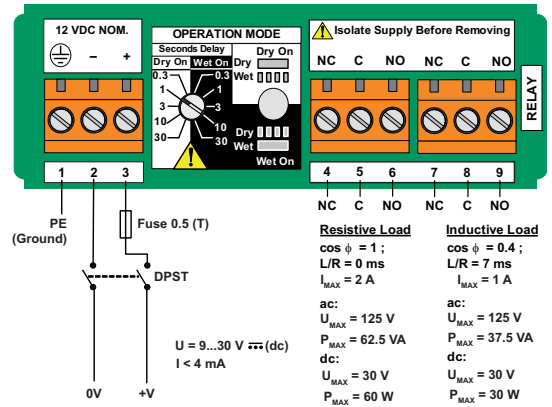 12 VDC NOM.
– +
OPERATION MODE
Seconds Delay
Dry On Wet On
0.3 0.3
1 1
3 3
10 10
30 30
Dry On
Dry
Wet
Dry
Wet
Wet On
Isolate Supply Before Removing
NC C NO NC C NO
RELAY
1 2 3
4 5 6 7 8 9
NC C NO NC C NO
PE
(Ground)
Fuse 0.5 (T)
DPST
0V +V
U = 9...30 V ⎓ (dc)
I < 4 mA
Resistive Load
cos ϕ = 1 ;
L/R = 0 ms
IMAX = 2 A
ac:
UMAX = 125 V
PMAX = 62.5 VA
dc:
UMAX = 30 V
PMAX = 60 W
Inductive Load
cos ϕ = 0.4 ;
L/R = 7 ms
IMAX = 1 A
ac:
UMAX = 125 V
PMAX = 37.5 VA
dc:
UMAX = 30 V
PMAX = 30 W